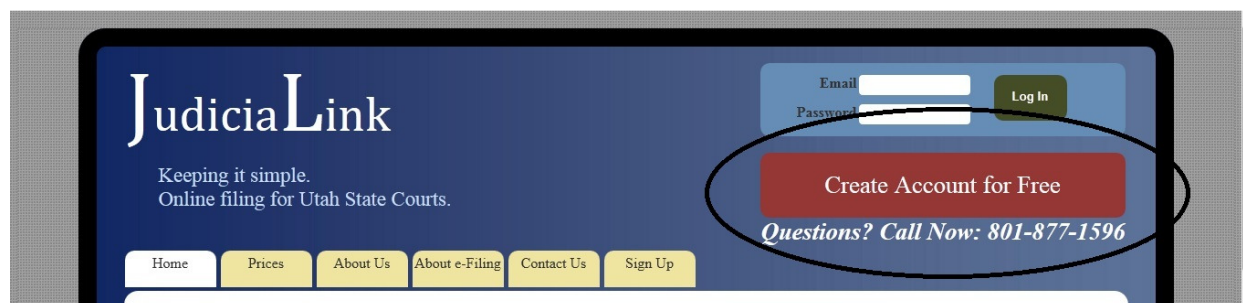 JudiciaLink
Keeping it simple.
Online filing for Utah State Courts.
Email
Password
Log In
Create Account for Free
Questions? Call Now: 801-877-1596
Home Prices About Us About e-Filing Contact Us Sign Up